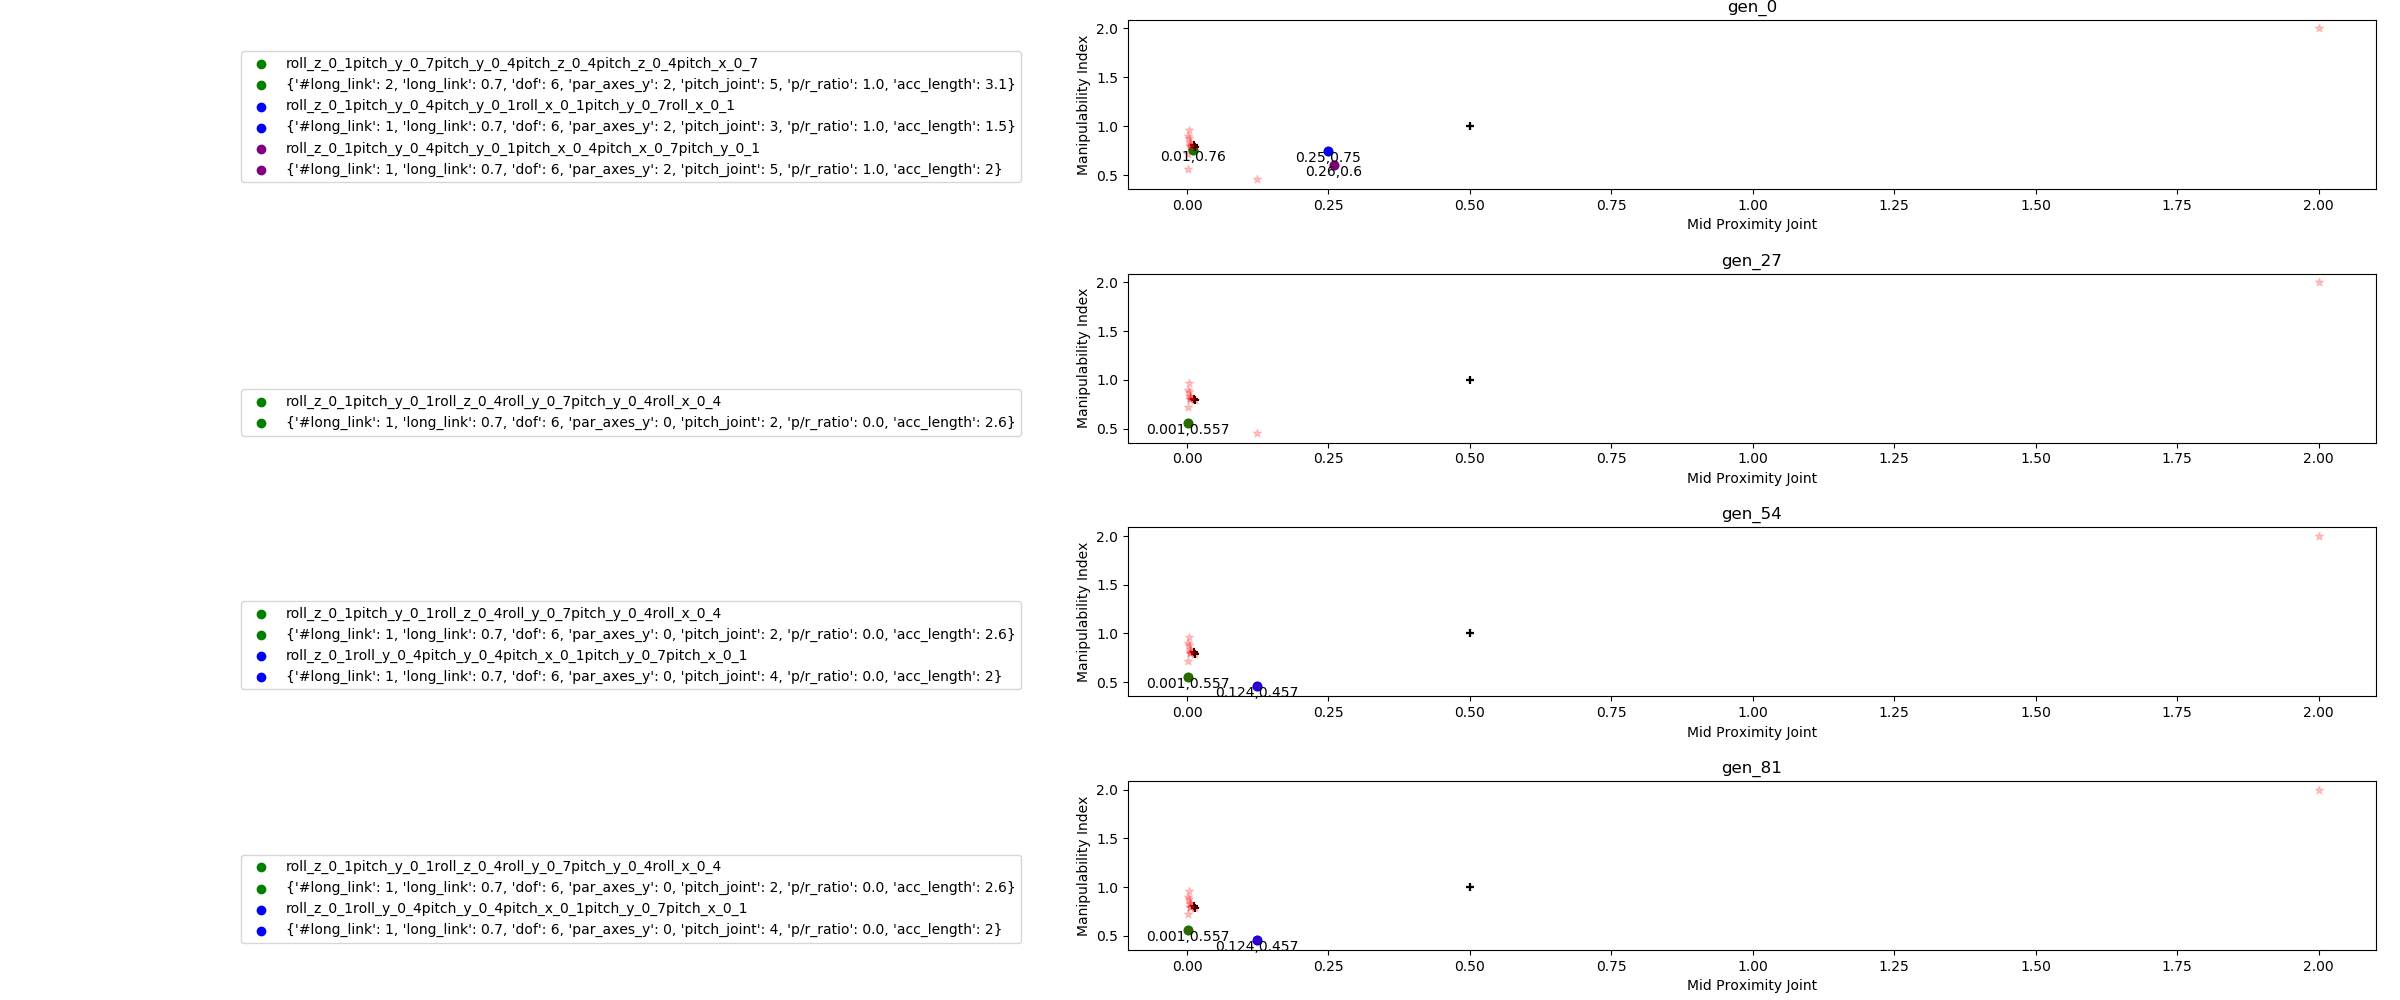 gen_0
roll_z_0_1pitch_y_0_7pitch_y_0_4pitch_z_0_4pitch_z_0_4pitch_x_0_7
{'#long_link': 2, 'long_link': 0.7, 'dof': 6, 'par_axes_y': 2, 'pitch_joint': 5, 'p/r_ratio': 1.0, 'acc_length': 3.1}
roll_z_0_1pitch_y_0_4pitch_y_0_1roll_x_0_1pitch_y_0_7roll_x_0_1
{'#long_link': 1, 'long_link': 0.7, 'dof': 6, 'par_axes_y': 2, 'pitch_joint': 3, 'p/r_ratio': 1.0, 'acc_length': 1.5}
roll_z_0_1pitch_y_0_4pitch_y_0_1pitch_x_0_4pitch_x_0_7pitch_y_0_1
{'#long_link': 1, 'long_link': 0.7, 'dof': 6, 'par_axes_y': 2, 'pitch_joint': 5, 'p/r_ratio': 1.0, 'acc_length': 2}
Manipulability Index
2.0
1.5
1.0
0.5
0.01,0.76
0.25,0.75
0.26,0.6
0.00 0.25 0.50 0.75 1.00 1.25 1.50 1.75 2.00
Mid Proximity Joint
gen_27
roll_z_0_1pitch_y_0_1roll_z_0_4roll_y_0_7pitch_y_0_4roll_x_0_4
{'#long_link': 1, 'long_link': 0.7, 'dof': 6, 'par_axes_y': 0, 'pitch_joint': 2, 'p/r_ratio': 0.0, 'acc_length': 2.6}
Manipulability Index
2.0
1.5
1.0
0.5
0.001,0.557
0.00 0.25 0.50 0.75 1.00 1.25 1.50 1.75 2.00
Mid Proximity Joint
gen_54
roll_z_0_1pitch_y_0_1roll_z_0_4roll_y_0_7pitch_y_0_4roll_x_0_4
{'#long_link': 1, 'long_link': 0.7, 'dof': 6, 'par_axes_y': 0, 'pitch_joint': 2, 'p/r_ratio': 0.0, 'acc_length': 2.6}
roll_z_0_1roll_y_0_4pitch_y_0_4pitch_x_0_1pitch_y_0_7pitch_x_0_1
{'#long_link': 1, 'long_link': 0.7, 'dof': 6, 'par_axes_y': 0, 'pitch_joint': 4, 'p/r_ratio': 0.0, 'acc_length': 2}
Manipulability Index
2.0
1.5
1.0
0.5
0.001,0.557
0.124,0.457
0.00 0.25 0.50 0.75 1.00 1.25 1.50 1.75 2.00
Mid Proximity Joint
gen_81
roll_z_0_1pitch_y_0_1roll_z_0_4roll_y_0_7pitch_y_0_4roll_x_0_4
{'#long_link': 1, 'long_link': 0.7, 'dof': 6, 'par_axes_y': 0, 'pitch_joint': 2, 'p/r_ratio': 0.0, 'acc_length': 2.6}
roll_z_0_1roll_y_0_4pitch_y_0_4pitch_x_0_1pitch_y_0_7pitch_x_0_1
{'#long_link': 1, 'long_link': 0.7, 'dof': 6, 'par_axes_y': 0, 'pitch_joint': 4, 'p/r_ratio': 0.0, 'acc_length': 2}
Manipulability Index
2.0
1.5
1.0
0.5
0.001,0.557
0.124,0.457
0.00 0.25 0.50 0.75 1.00 1.25 1.50 1.75 2.00
Mid Proximity Joint